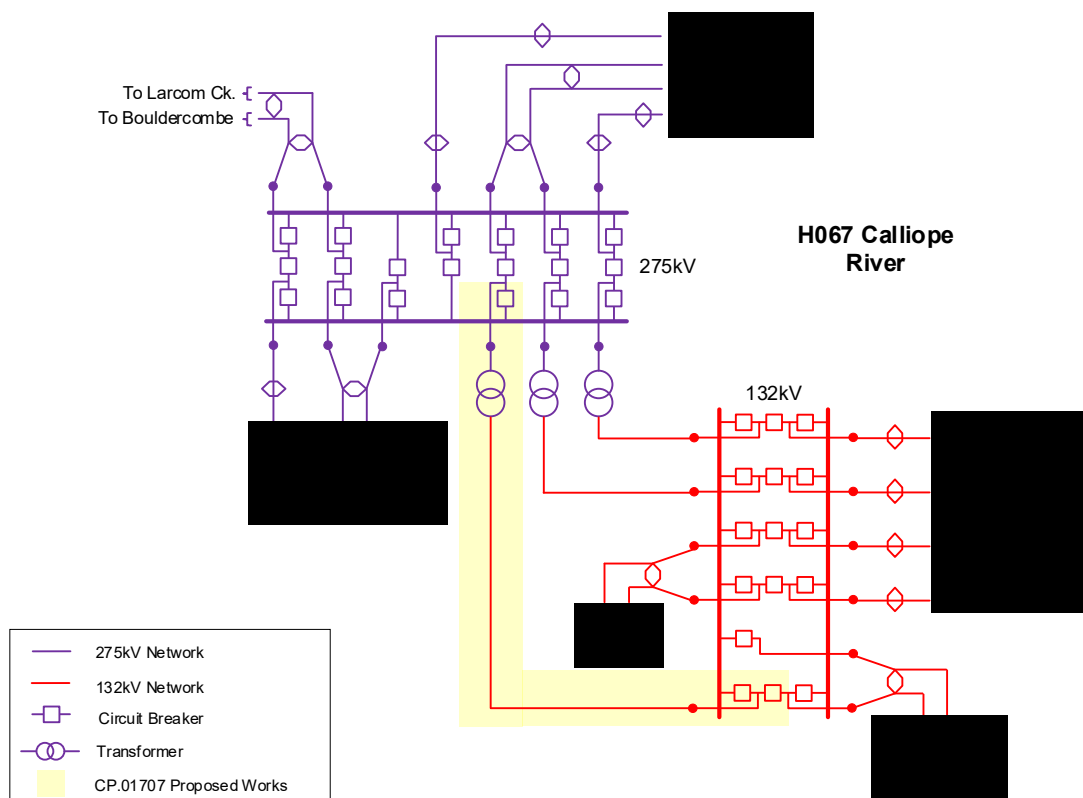 To Larcom Ck.
To Bouldercombe
H067 Calliope
River
275kV
132kV
275kV Network
132kV Network
Circuit Breaker
Transformer
CP.01707 Proposed Works